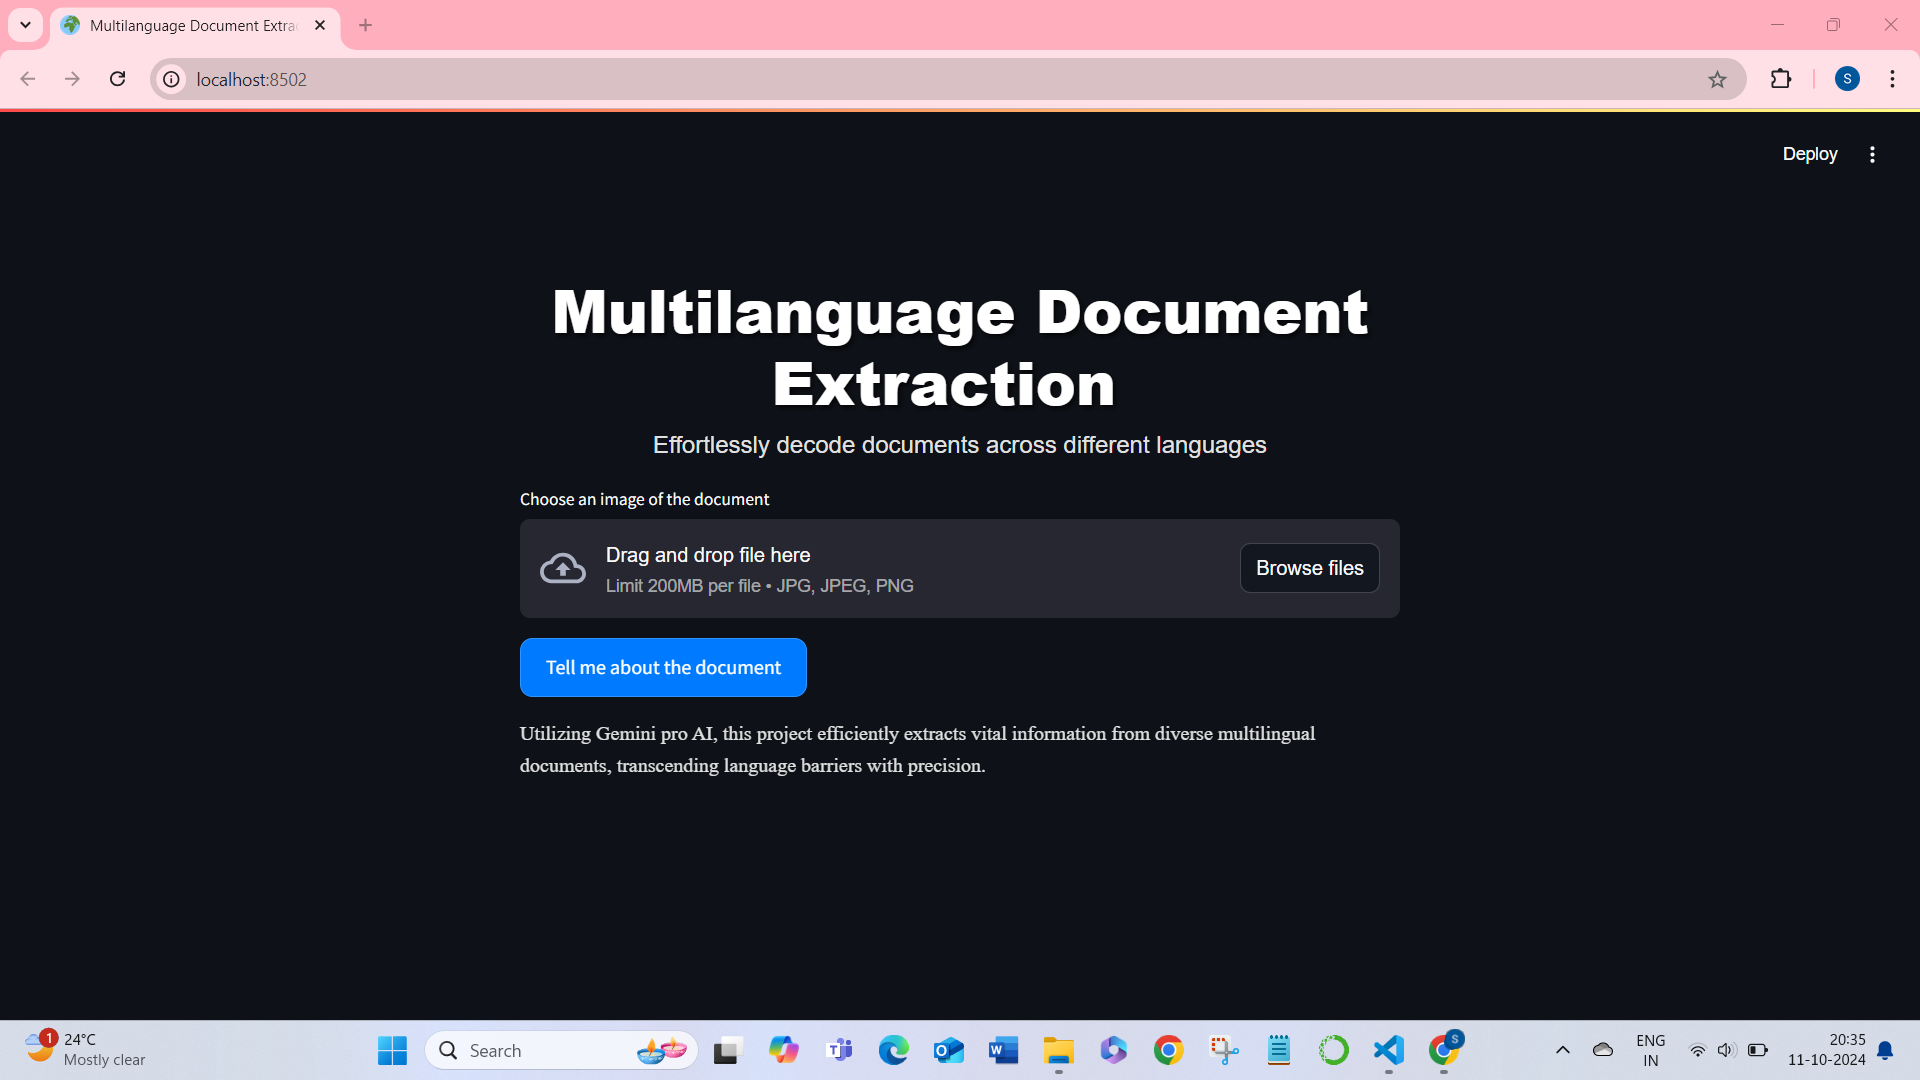 Multilanguage Document Extra
localhost:8502
S
Deploy
Multilanguage Document
Extraction
Effortlessly decode documents across different languages
Choose an image of the document
Drag and drop file here
Limit 200MB per file • JPG, JPEG, PNG
Browse files
Tell me about the document
Utilizing Gemini pro AI, this project efficiently extracts vital information from diverse multilingual
documents, transcending language barriers with precision.
1
24°C
Mostly clear
Search
S
ENG
IN
20:35
11-10-2024